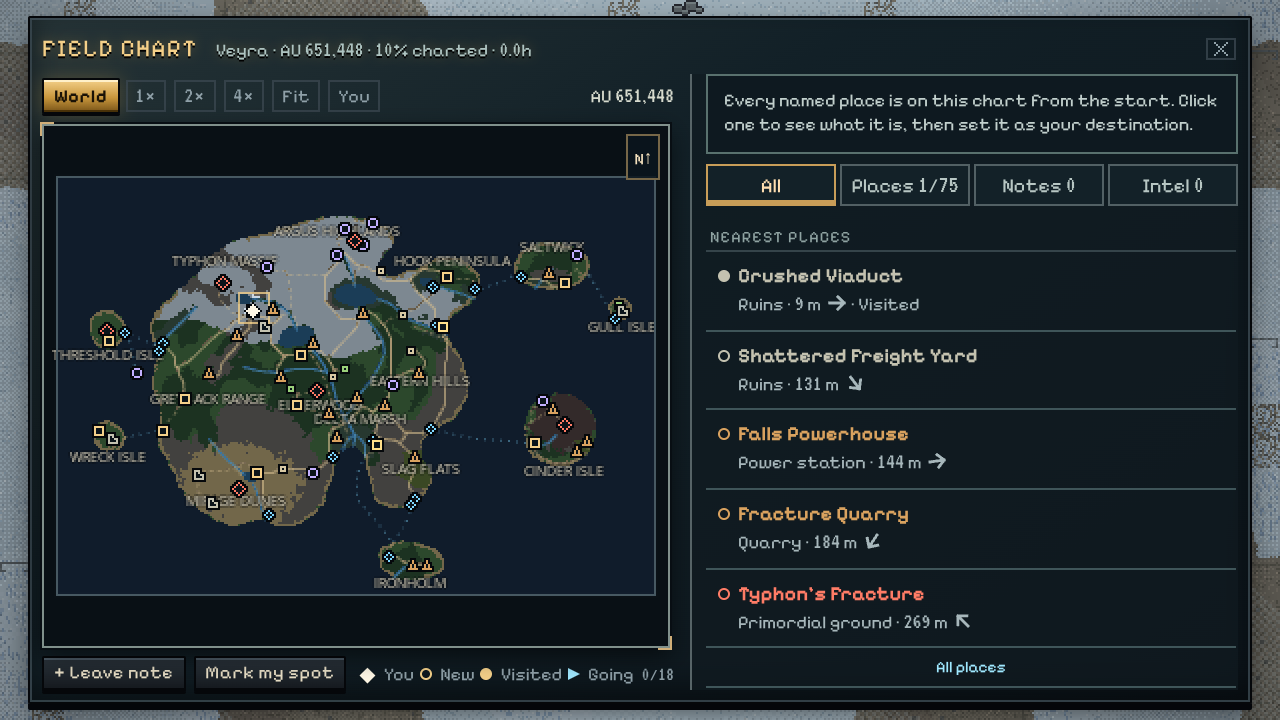 FIELD CHART Veyra · AU 651,448 · 10% charted · 0.0h
World 1× 2× 4× Fit You AU 651,448
N↑
TYPHON
HOOK PENINSULA
SALTWICK
GULL ISLE
THRESHOLD ISLE
EASTERN HILLS
DELTA MARSH
WRECK ISLE
SLAG FLATS
CINDER ISLE
IRONHOLM
+ Leave note Mark my spot You New Visited Going 0/18
Every named place is on this chart from the start. Click
one to see what it is, then set it as your destination.
All Places 1/75 Notes 0 Intel 0
NEAREST PLACES
Orushed Viaduct
Ruins · 9 m → · Visited
Shattered Freight Yard
Ruins · 131 m ↘
Falls Powerhouse
Power station · 144 m →
Fracture Quarry
Quarry · 184 m ↙
Typhon's Fracture
Primordial ground · 269 m ↖
All places